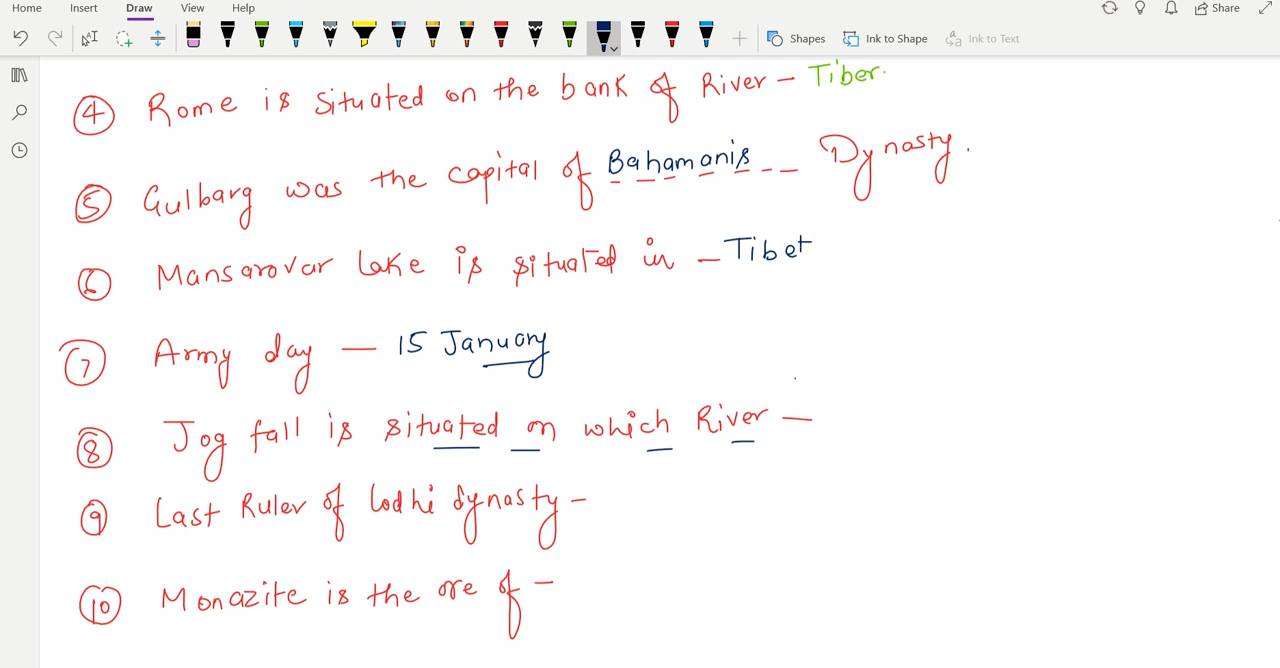 Home Insert Draw View Help
Share
Shapes Ink to Shape Ink to Text
4 Rome is situated on the bank of River - Tiber.
5 Gulbarg was the capital of Bahamanis Dynasty.
6 Mansarovar Lake is situated in - Tibet
7 Army day - 15 January
8 Jog fall is situated on which River -
9 Last Ruler of Lodhi dynasty -
10 Monazite is the ore of -